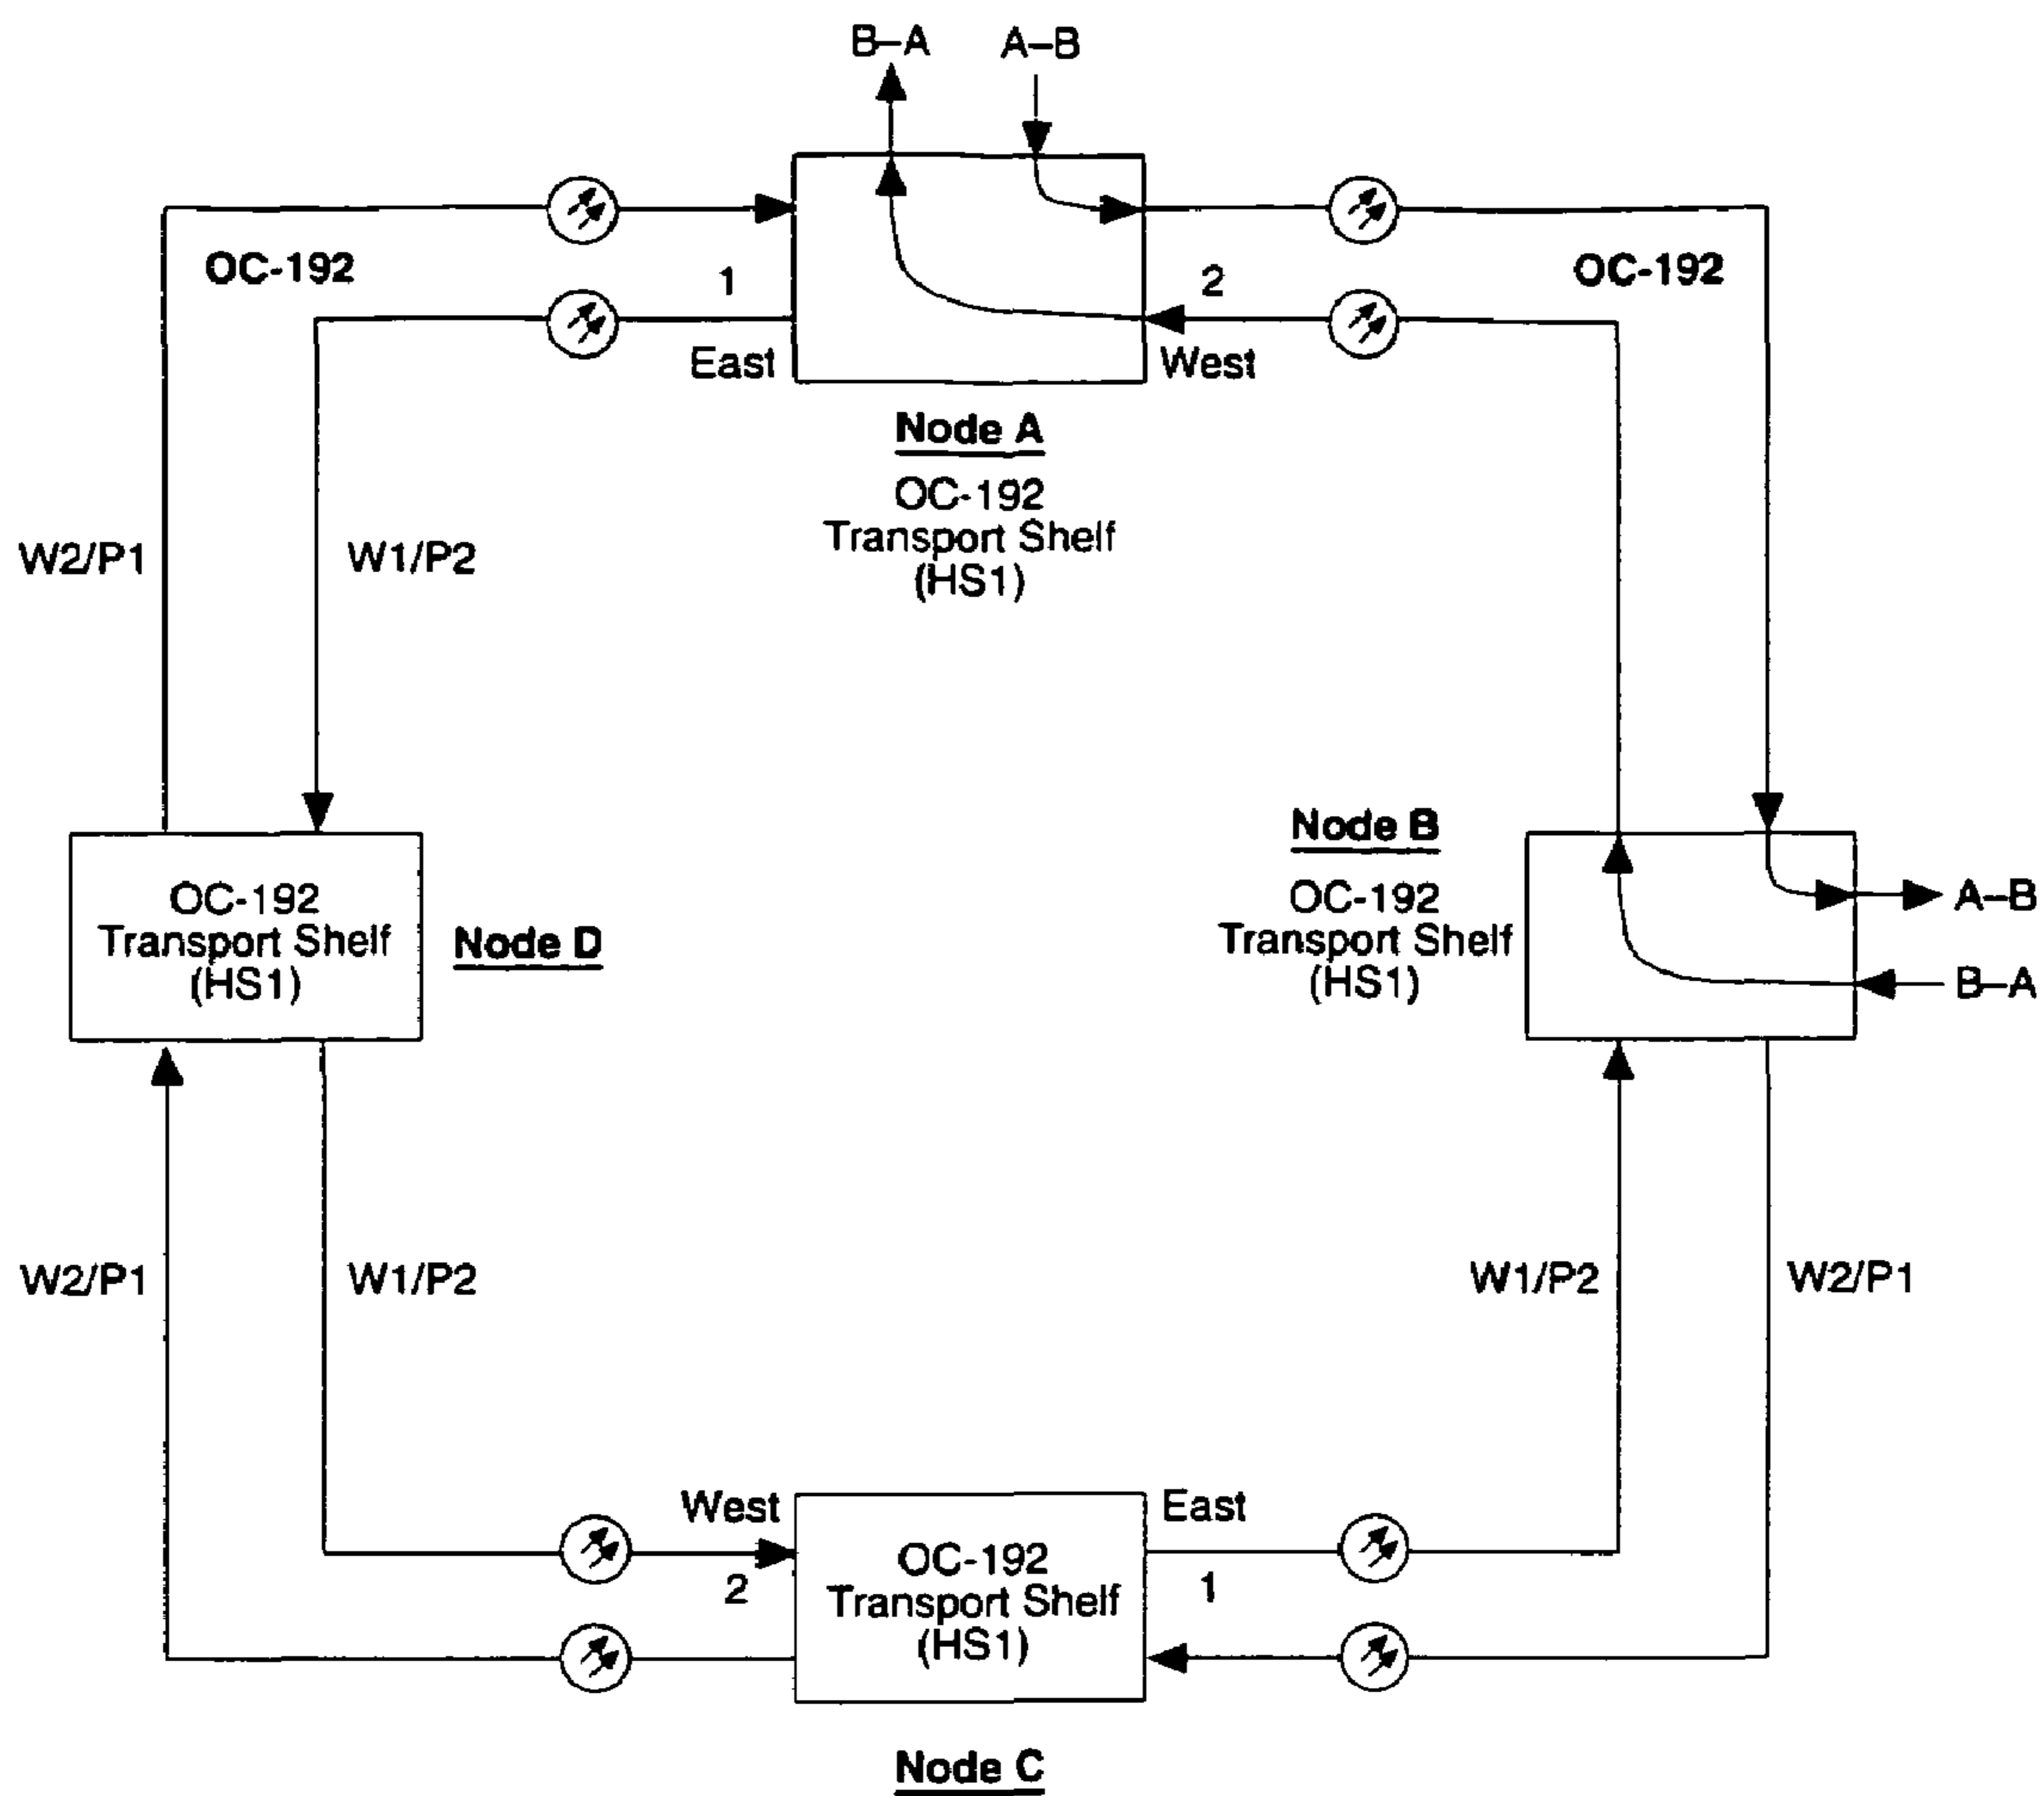 B–A
A–B
OC-192
1
2
OC-192
East
West
Node A
OC-192
Transport Shelf
(HS1)
W2/P1
W1/P2
Node B
OC-192
Transport Shelf
(HS1)
A–B
B–A
OC-192
Transport Shelf
(HS1)
Node D
W2/P1
W1/P2
W1/P2
W2/P1
West
East
2
1
OC-192
Transport Shelf
(HS1)
Node C